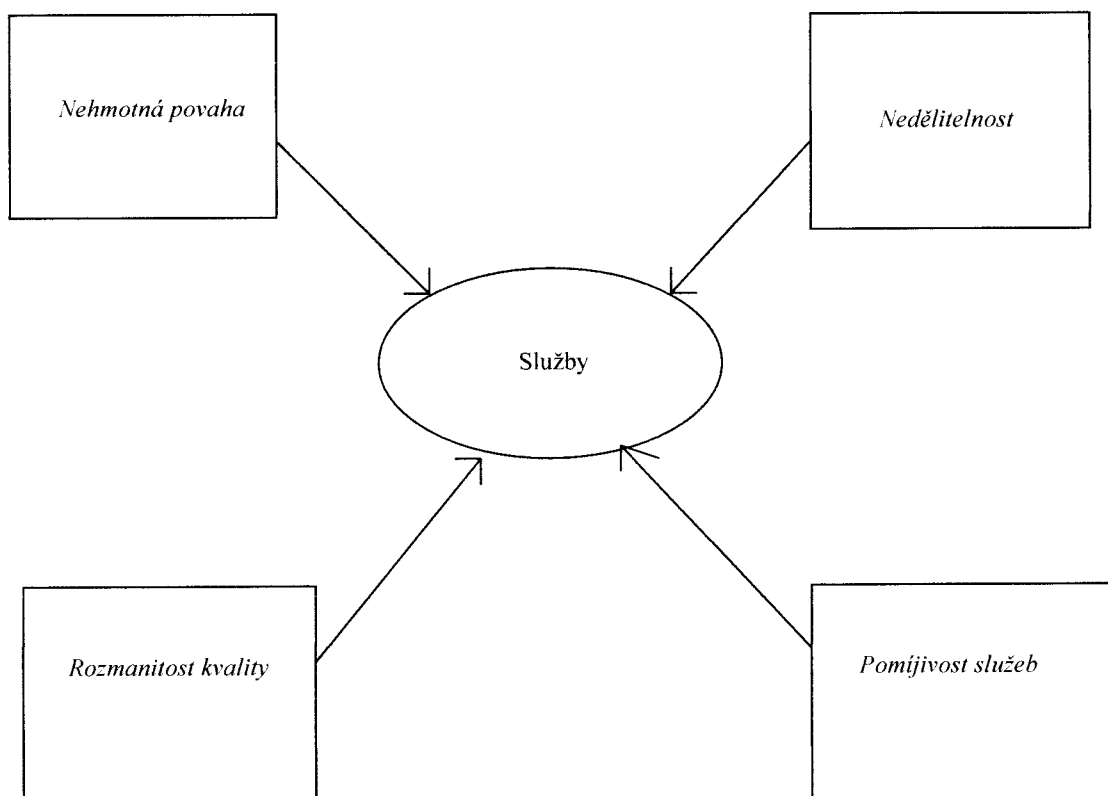 Nehmotná povaha
Nedělitelnost
Služby
Rozmanitost kvality
Pomíjivost služeb